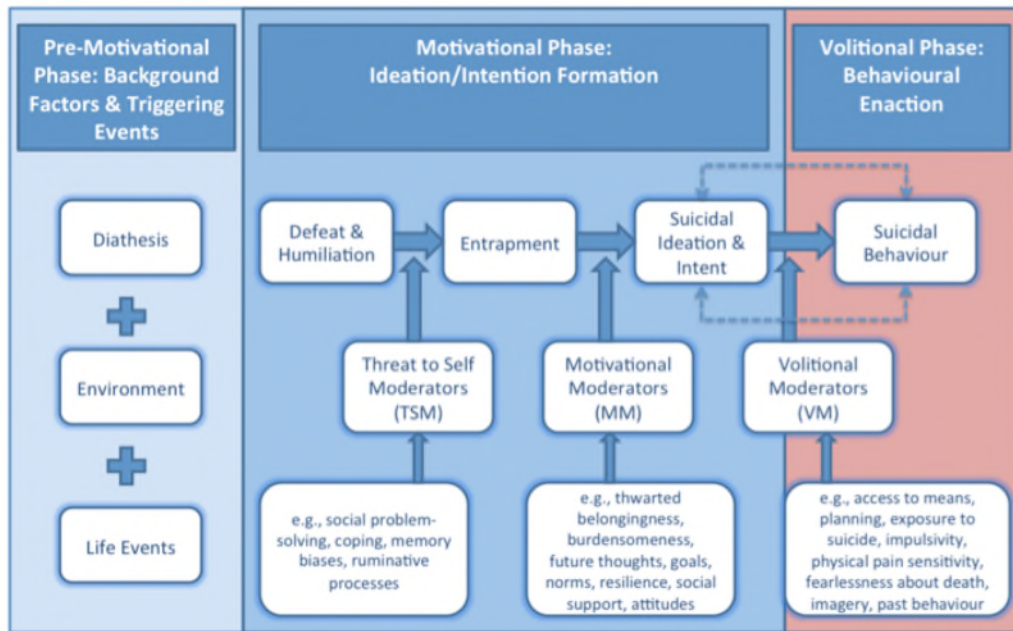 Pre-Motivational
Phase: Background
Factors & Triggering
Events
Motivational Phase:
Ideation/Intention Formation
Volitional Phase:
Behavioural
Enaction
Diathesis
Environment
Life Events
Defeat &
Humiliation
Entrapment
Suicidal
Ideation &
Intent
Suicidal
Behaviour
Threat to Self
Moderators
(TSM)
Motivational
Moderators
(MM)
Volitional
Moderators
(VM)
e.g., social problem-
solving, coping, memory
biases, ruminative
processes
e.g., thwarted
belongingness,
burdensomeness,
future thoughts, goals,
norms, resilience, social
support, attitudes
e.g., access to means,
planning, exposure to
suicide, impulsivity,
physical pain sensitivity,
fearlessness about death,
imagery, past behaviour